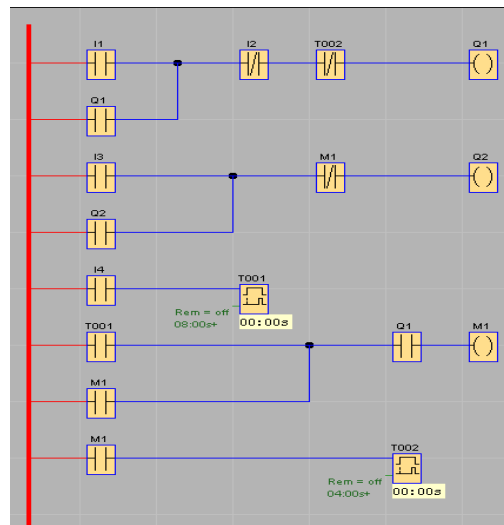 I1 I2 T002 Q1
Q1
I3 M1 Q2
Q2
I4 T001
Rem = off
08:00s+ 00:00s
T001 Q1 M1
M1
M1 T002
Rem = off
04:00s+ 00:00s